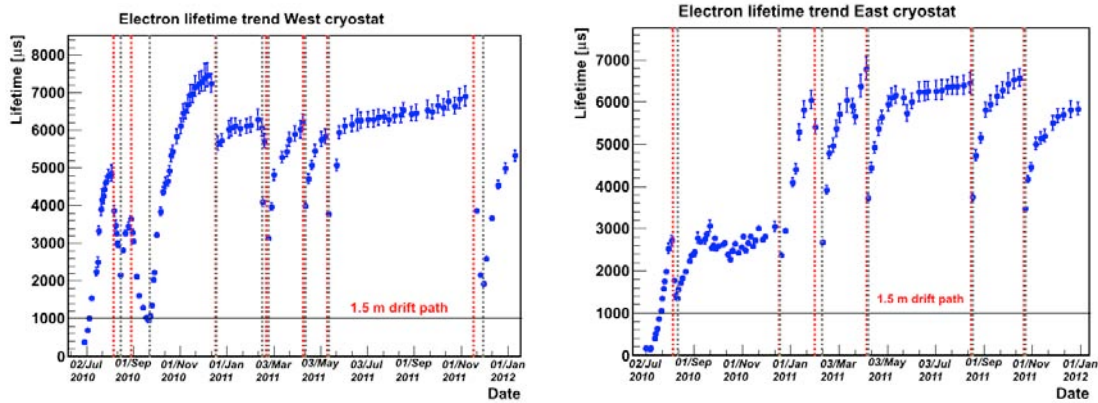 Electron lifetime trend West cryostat
Lifetime [μs]
8000
7000
6000
5000
4000
3000
2000
1000
0
1.5 m drift path
02/Jul 01/Sep 01/Nov 01/Jan 03/Mar 03/May 03/Jul 01/Sep 01/Nov 01/Jan
2010 2010 2010 2011 2011 2011 2011 2011 2011 2012
Date
Electron lifetime trend East cryostat
Lifetime [μs]
7000
6000
5000
4000
3000
2000
1000
0
1.5 m drift path
02/Jul 01/Sep 01/Nov 01/Jan 03/Mar 03/May 03/Jul 01/Sep 01/Nov 01/Jan
2010 2010 2010 2011 2011 2011 2011 2011 2011 2012
Date